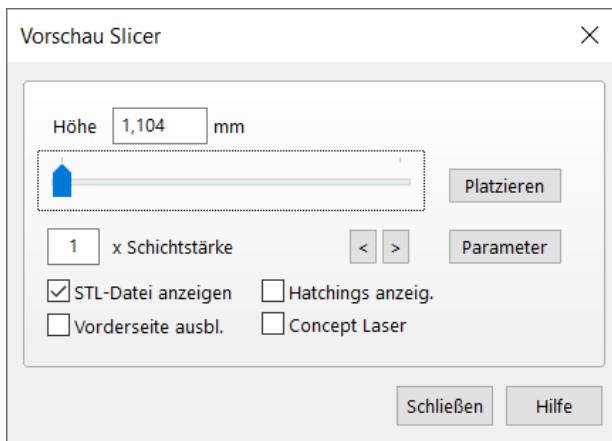 Vorschau Slicer
Höhe 1,104 mm
Platzieren
1 x Schichtstärke < > Parameter
STL-Datei anzeigen Hatchings anzeig.
Vorderseite ausbl. Concept Laser
Schließen Hilfe